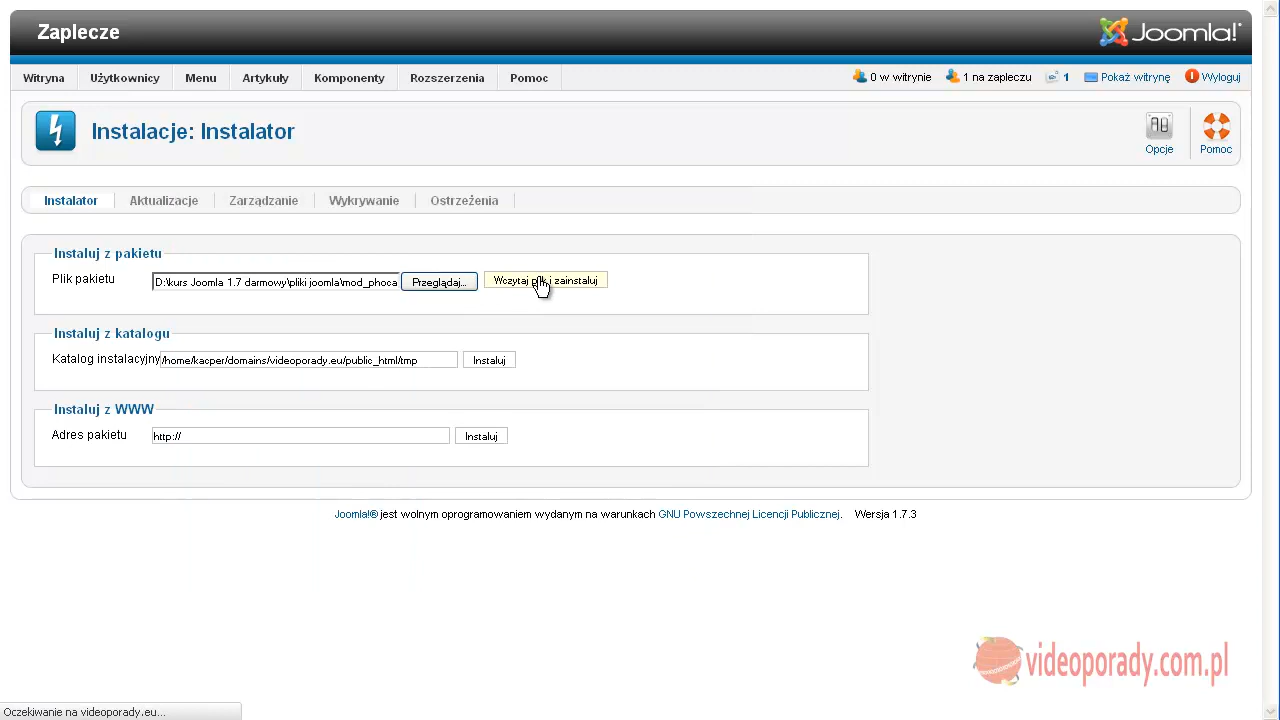 Zaplecze
Joomla!
Witryna Użytkownicy Menu Artykuły Komponenty Rozszerzenia Pomoc 0 w witrynie 1 na zapleczu 1 Pokaż witrynę Wyloguj
Instalacje: Instalator
Opcje Pomoc
Instalator Aktualizacje Zarządzanie Wykrywanie Ostrzeżenia
Instaluj z pakietu
Plik pakietu D:\kurs Joomla 1.7 darmowy\pliki joomla\mod_phoca Przeglądaj... Wczytaj plik i zainstaluj
Instaluj z katalogu
Katalog instalacyjny /home/kacper/domains/videoporady.eu/public_html/tmp Instaluj
Instaluj z WWW
Adres pakietu http:// Instaluj
Joomla!® jest wolnym oprogramowaniem wydanym na warunkach GNU Powszechnej Licencji Publicznej. Wersja 1.7.3
videoporady.com.pl
Oczekiwanie na videoporady.eu...